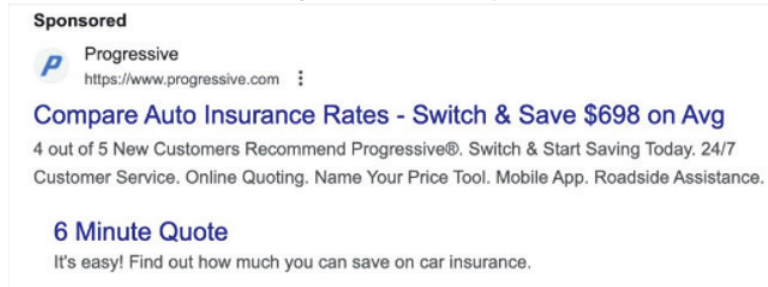 Sponsored
Progressive
https://www.progressive.com
Compare Auto Insurance Rates - Switch & Save $698 on Avg
4 out of 5 New Customers Recommend Progressive®. Switch & Start Saving Today. 24/7
Customer Service. Online Quoting. Name Your Price Tool. Mobile App. Roadside Assistance.
6 Minute Quote
It's easy! Find out how much you can save on car insurance.